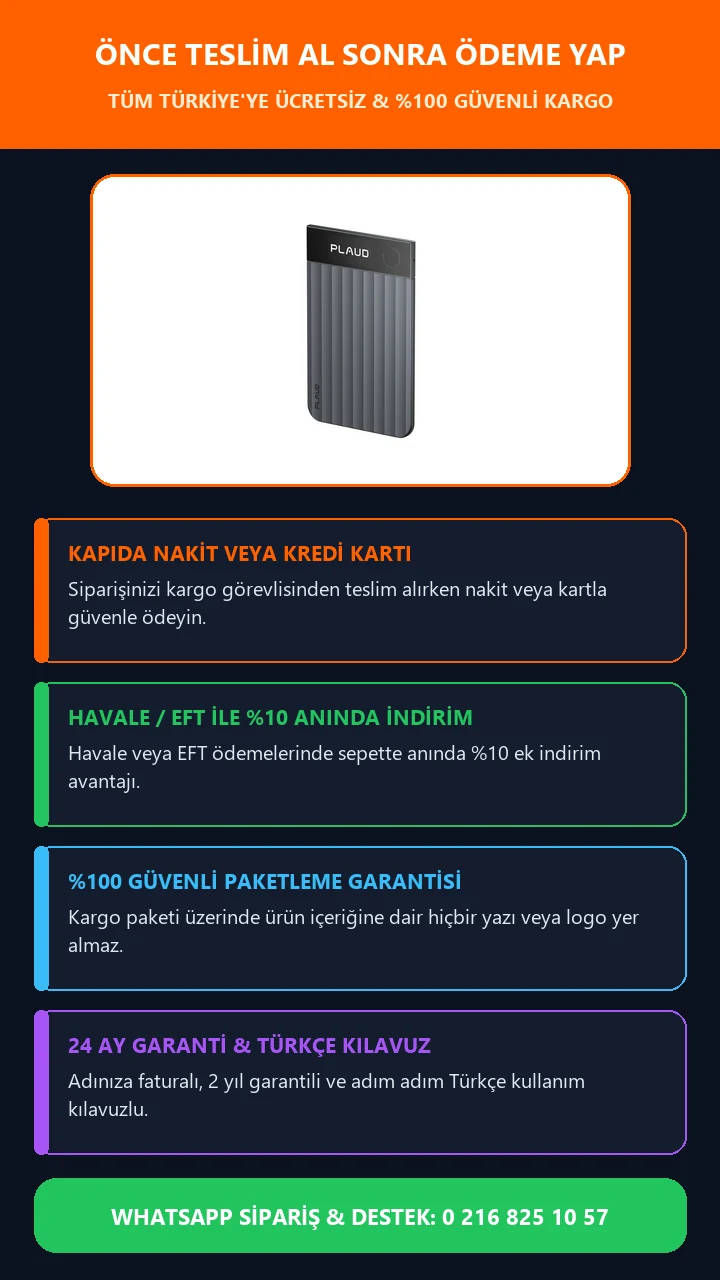 ÖNCE TESLİM AL SONRA ÖDEME YAP
TÜM TÜRKİYE'YE ÜCRETSİZ & %100 GÜVENLİ KARGO
PLAUD
PLAUD
KAPIDA NAKİT VEYA KREDİ KARTI
Siparişinizi kargo görevlisinden teslim alırken nakit veya kartla
güvenle ödeyin.
HAVALE / EFT İLE %10 ANINDA İNDİRİM
Havale veya EFT ödemelerinde sepette anında %10 ek indirim
avantajı.
%100 GÜVENLİ PAKETLEME GARANTİSİ
Kargo paketi üzerinde ürün içeriğine dair hiçbir yazı veya logo yer
almaz.
24 AY GARANTİ & TÜRKÇE KILAVUZ
Adınıza faturalı, 2 yıl garantili ve adım adım Türkçe kullanım
kılavuzlu.
WHATSAPP SİPARİŞ & DESTEK: 0 216 825 10 57